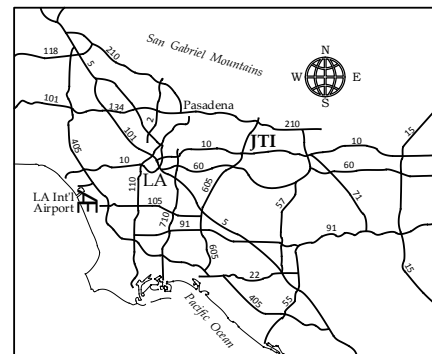 San Gabriel Mountains
N
W E
S
118
210
5
101
134
2
Pasadena
101
405
210
JTI
15
10
10
10
LA
60
60
110
605
LA Int'l
Airport
105
710
5
57
71
91
91
605
15
22
405
55
Pacific Ocean